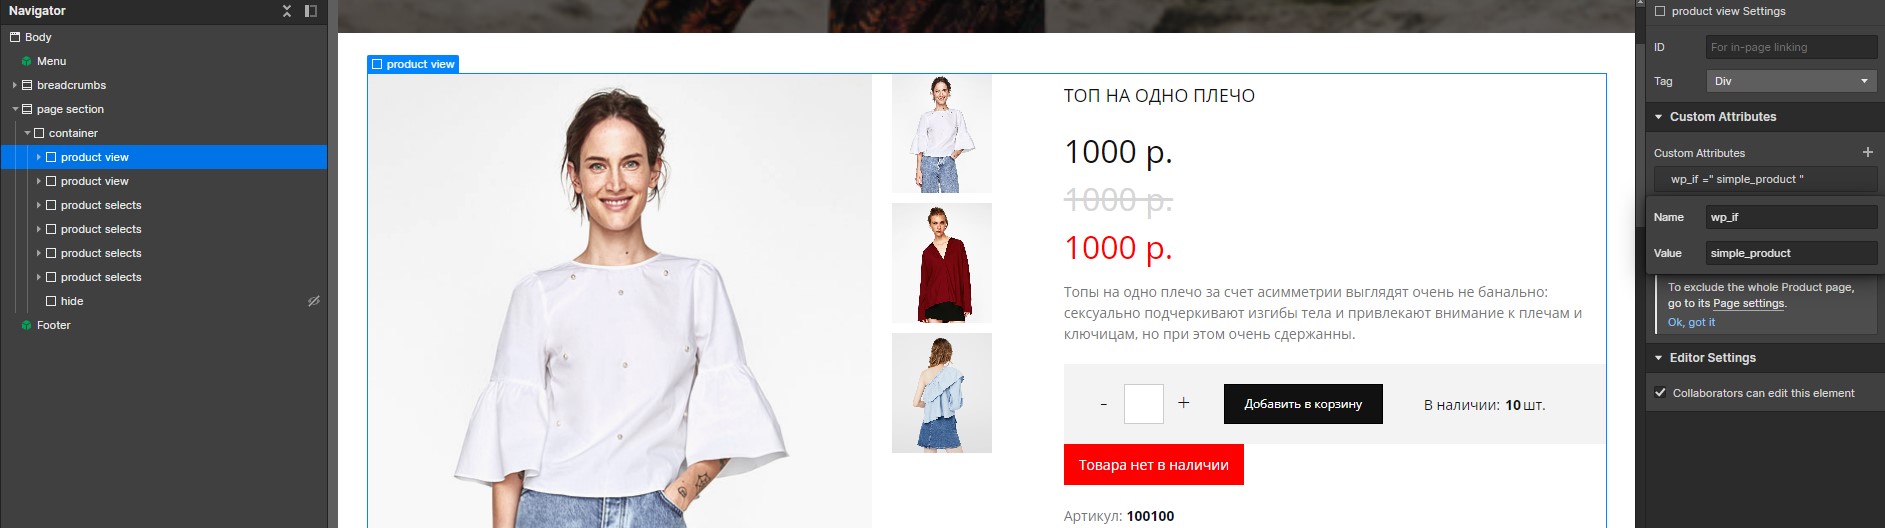 Navigator
Body
Menu
breadcrumbs
page section
container
product view
product view
product selects
product selects
product selects
product selects
hide
Footer
product view
ТОП НА ОДНО ПЛЕЧО
1000 р.
1000 р.
1000 р.
Топы на одно плечо за счет асимметрии выглядят очень не банально:
сексуально подчеркивают изгибы тела и привлекают внимание к плечам и
ключицам, но при этом очень сдержанны.
- + Добавить в корзину В наличии: 10 шт.
Товара нет в наличии
Артикул: 100100
product view Settings
ID For in-page linking
Tag Div
Custom Attributes
Custom Attributes +
wp_if =" simple_product "
Name wp_if
Value simple_product
To exclude the whole Product page,
go to its Page settings.
Ok, got it
Editor Settings
Collaborators can edit this element